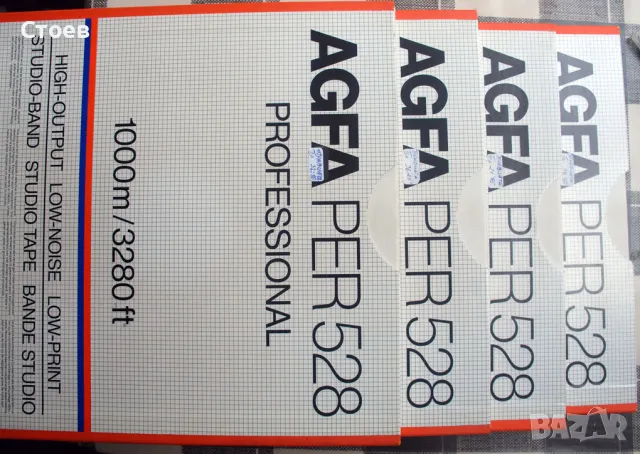 Стоев
AGFA PER 528
PROFESSIONAL
1000m/3280ft
HIGH-OUTPUT LOW-NOISE LOW-PRINT
STUDIO-BAND STUDIO TAPE BANDE STUDIO
AGFA PER 528
AGFA PER 528
AGFA PER 528
BAZAR